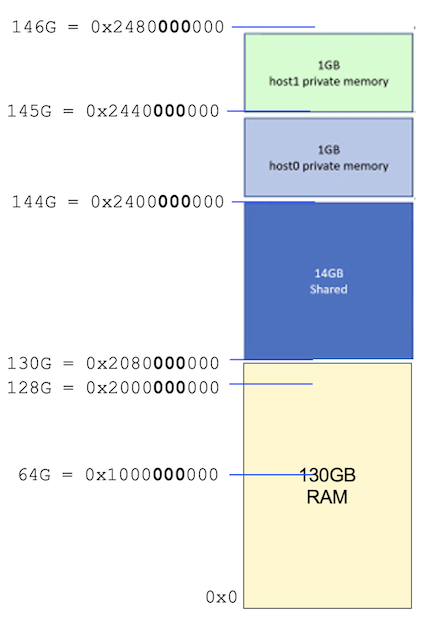 146G = 0x2480000000
1GB
host1 private memory
145G = 0x2440000000
1GB
host0 private memory
144G = 0x2400000000
14GB
Shared
130G = 0x2080000000
128G = 0x2000000000
64G = 0x1000000000
130GB
RAM
0x0